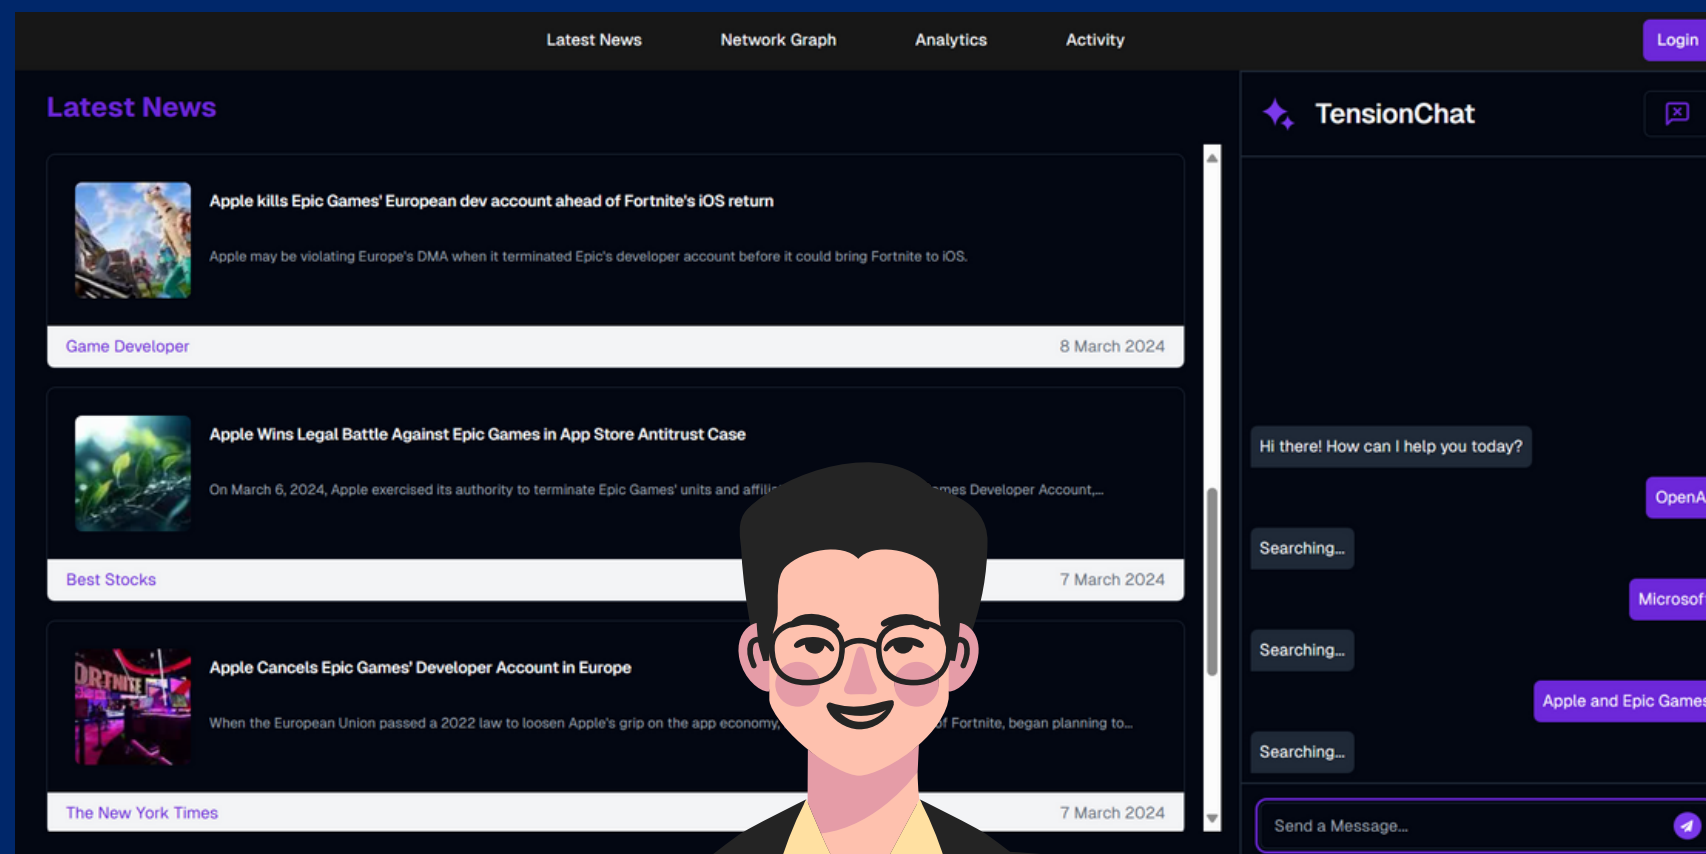 Latest News
Network Graph
Analytics
Activity
Login
Latest News
Apple kills Epic Games' European dev account ahead of Fortnite's iOS return
Apple may be violating Europe's DMA when it terminated Epic's developer account before it could bring Fortnite to iOS.
Game Developer
8 March 2024
Apple Wins Legal Battle Against Epic Games in App Store Antitrust Case
On March 6, 2024, Apple exercised its authority to terminate Epic Games' units and Developer Account,...
Best Stocks
7 March 2024
Apple Cancels Epic Games' Developer Account in Europe
When the European Union passed a 2022 law to loosen Apple's grip on the app economy, of Fortnite, began planning to...
The New York Times
7 March 2024
TensionChat
Hi there! How can I help you today?
OpenA
Searching...
Microsof
Searching...
Apple and Epic Games
Searching...
Send a Message...